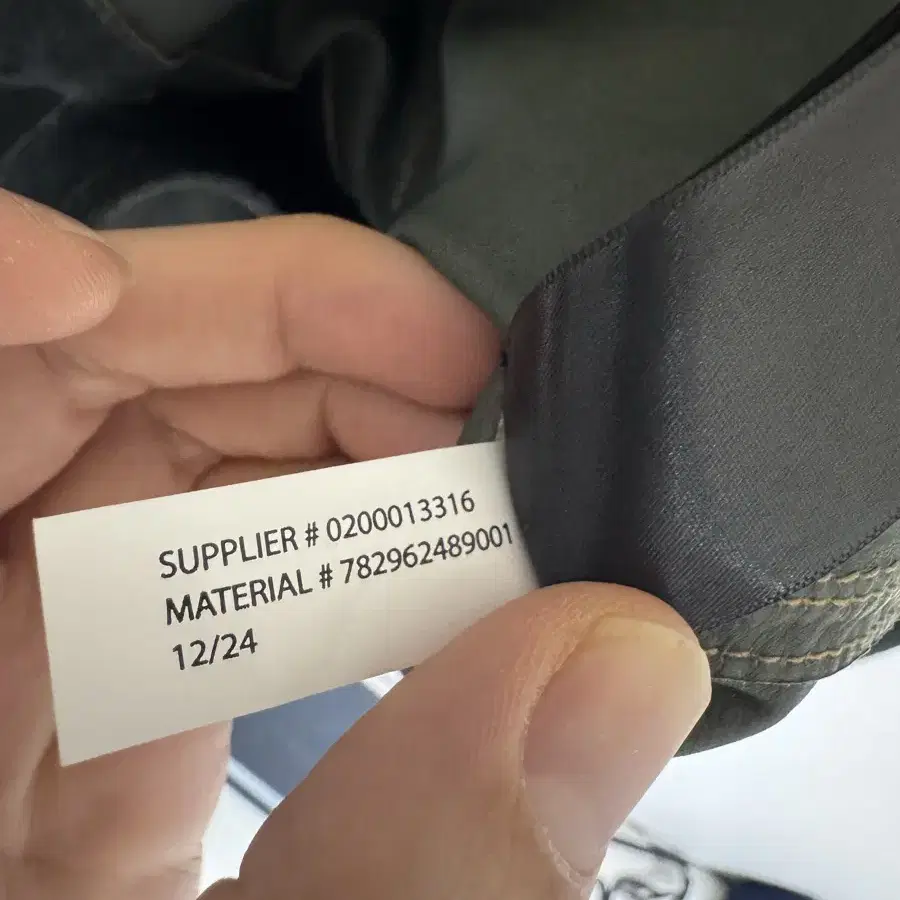 SUPPLIER # 0200013316
MATERIAL # 782962489001
12/24